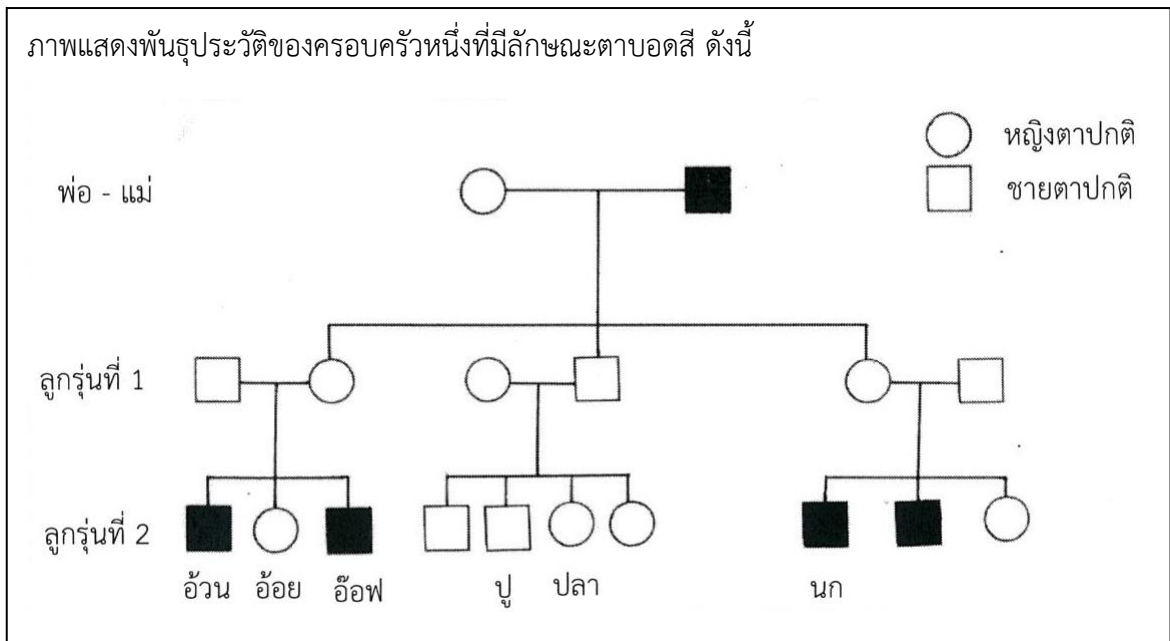 ภาพแสดงพันธุประวัติของครอบครัวหนึ่งที่มีลักษณะตาบอดสี ดังนี้
หญิงตาปกติ
พ่อ - แม่
ชายตาปกติ
ลูกรุ่นที่ 1
ลูกรุ่นที่ 2
อ้วน อ้อย อ๊อฟ ปู ปลา นก